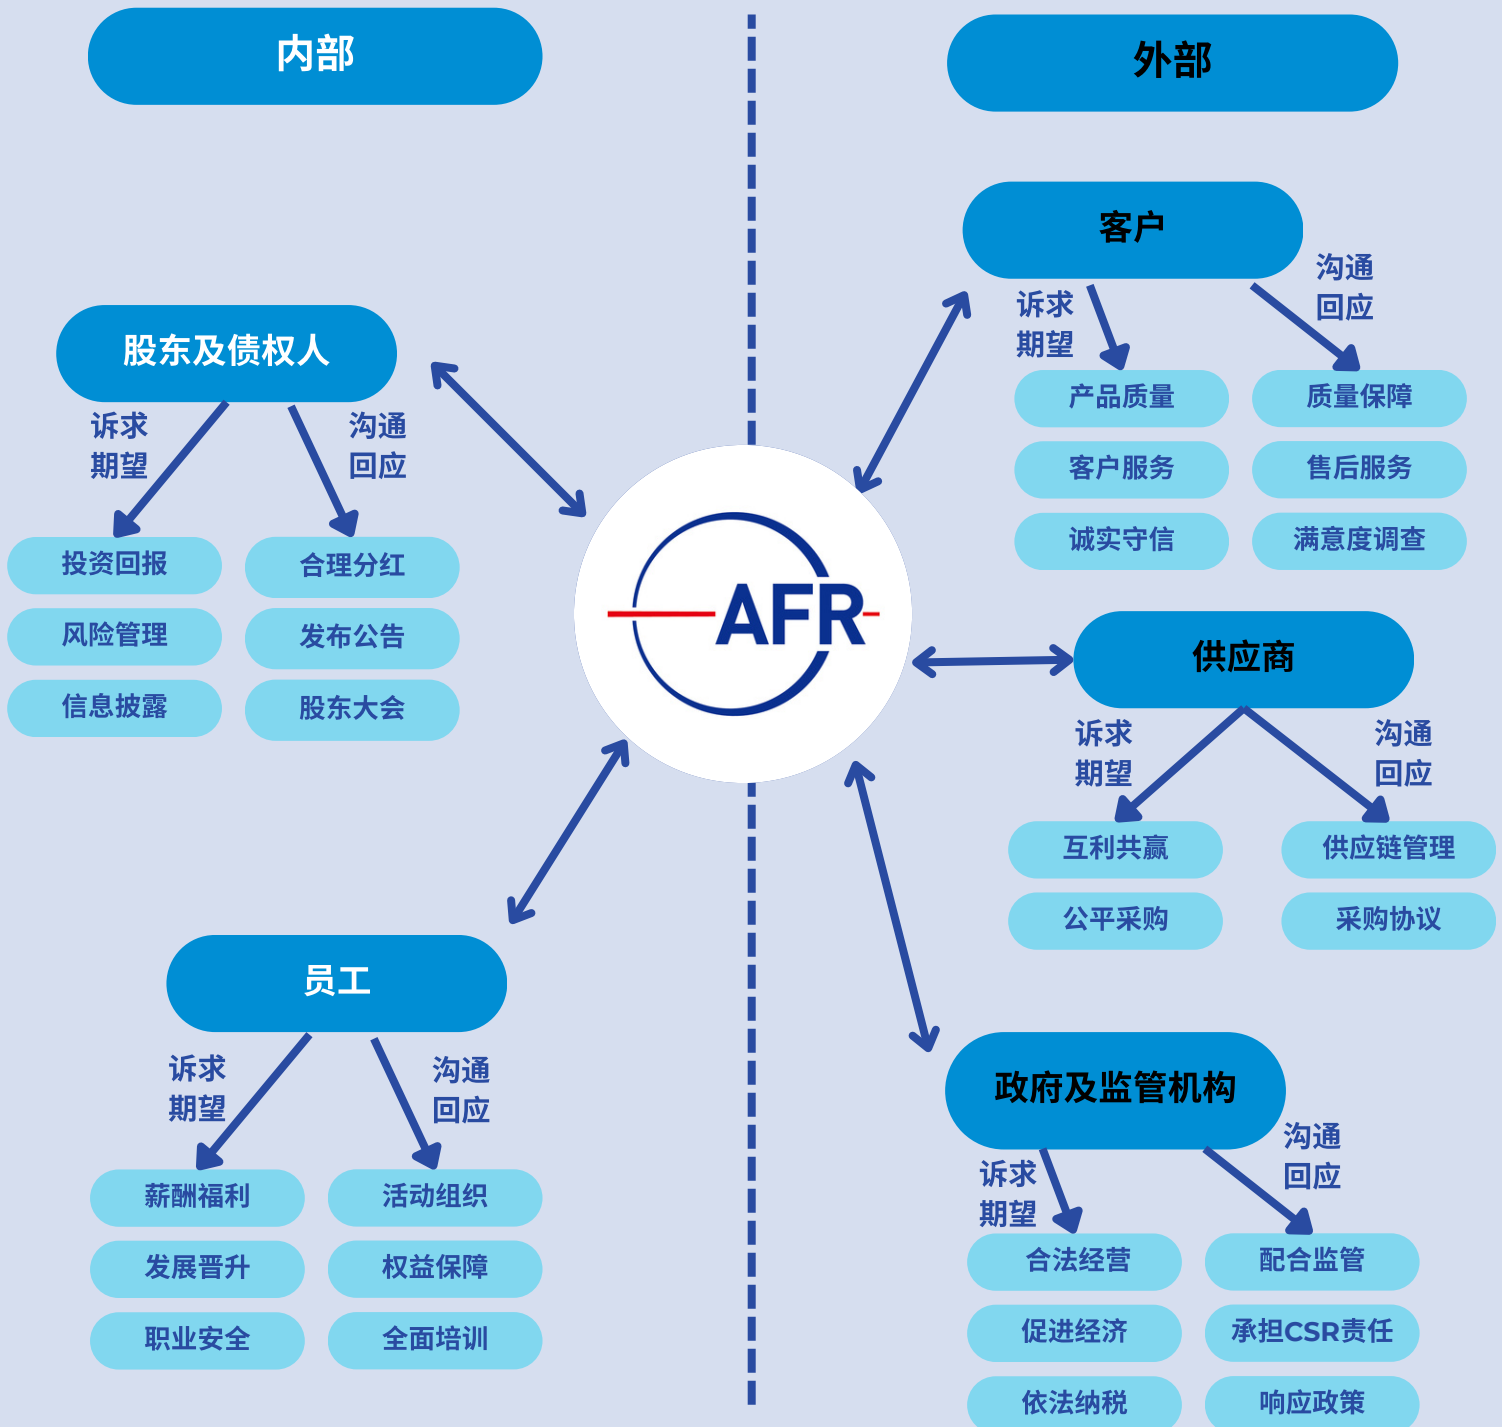 内部
股东及债权人
诉求
期望
沟通
回应
投资回报
合理分红
风险管理
发布公告
信息披露
股东大会
员工
诉求
期望
沟通
回应
薪酬福利
活动组织
发展晋升
权益保障
职业安全
全面培训
AFR
外部
客户
诉求
期望
沟通
回应
产品质量
质量保障
客户服务
售后服务
诚实守信
满意度调查
供应商
诉求
期望
沟通
回应
互利共赢
供应链管理
公平采购
采购协议
政府及监管机构
诉求
期望
沟通
回应
合法经营
配合监管
促进经济
承担CSR责任
依法纳税
响应政策